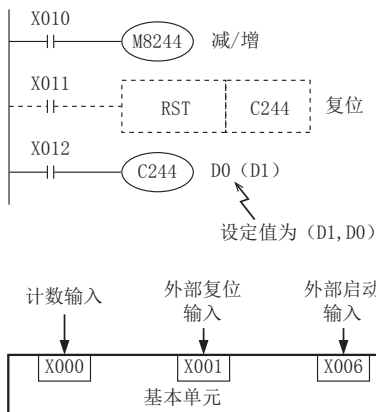 X010
M8244 减/增
X011
RST C244 复位
X012
C244 D0 (D1)
设定值为 (D1,D0)
计数输入 外部复位 外部启动
输入 输入
X000 X001 X006
基本单元